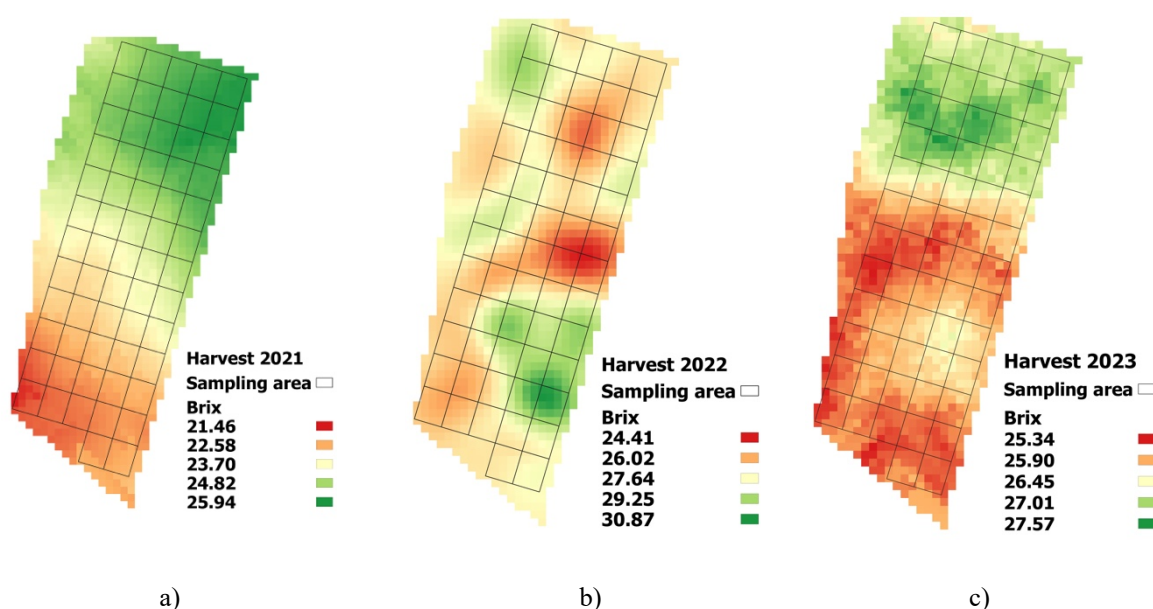 Harvest 2021
Sampling area
Brix
21.46
22.58
23.70
24.82
25.94
Harvest 2022
Sampling area
Brix
24.41
26.02
27.64
29.25
30.87
Harvest 2023
Sampling area
Brix
25.34
25.90
26.45
27.01
27.57
a)
b)
c)